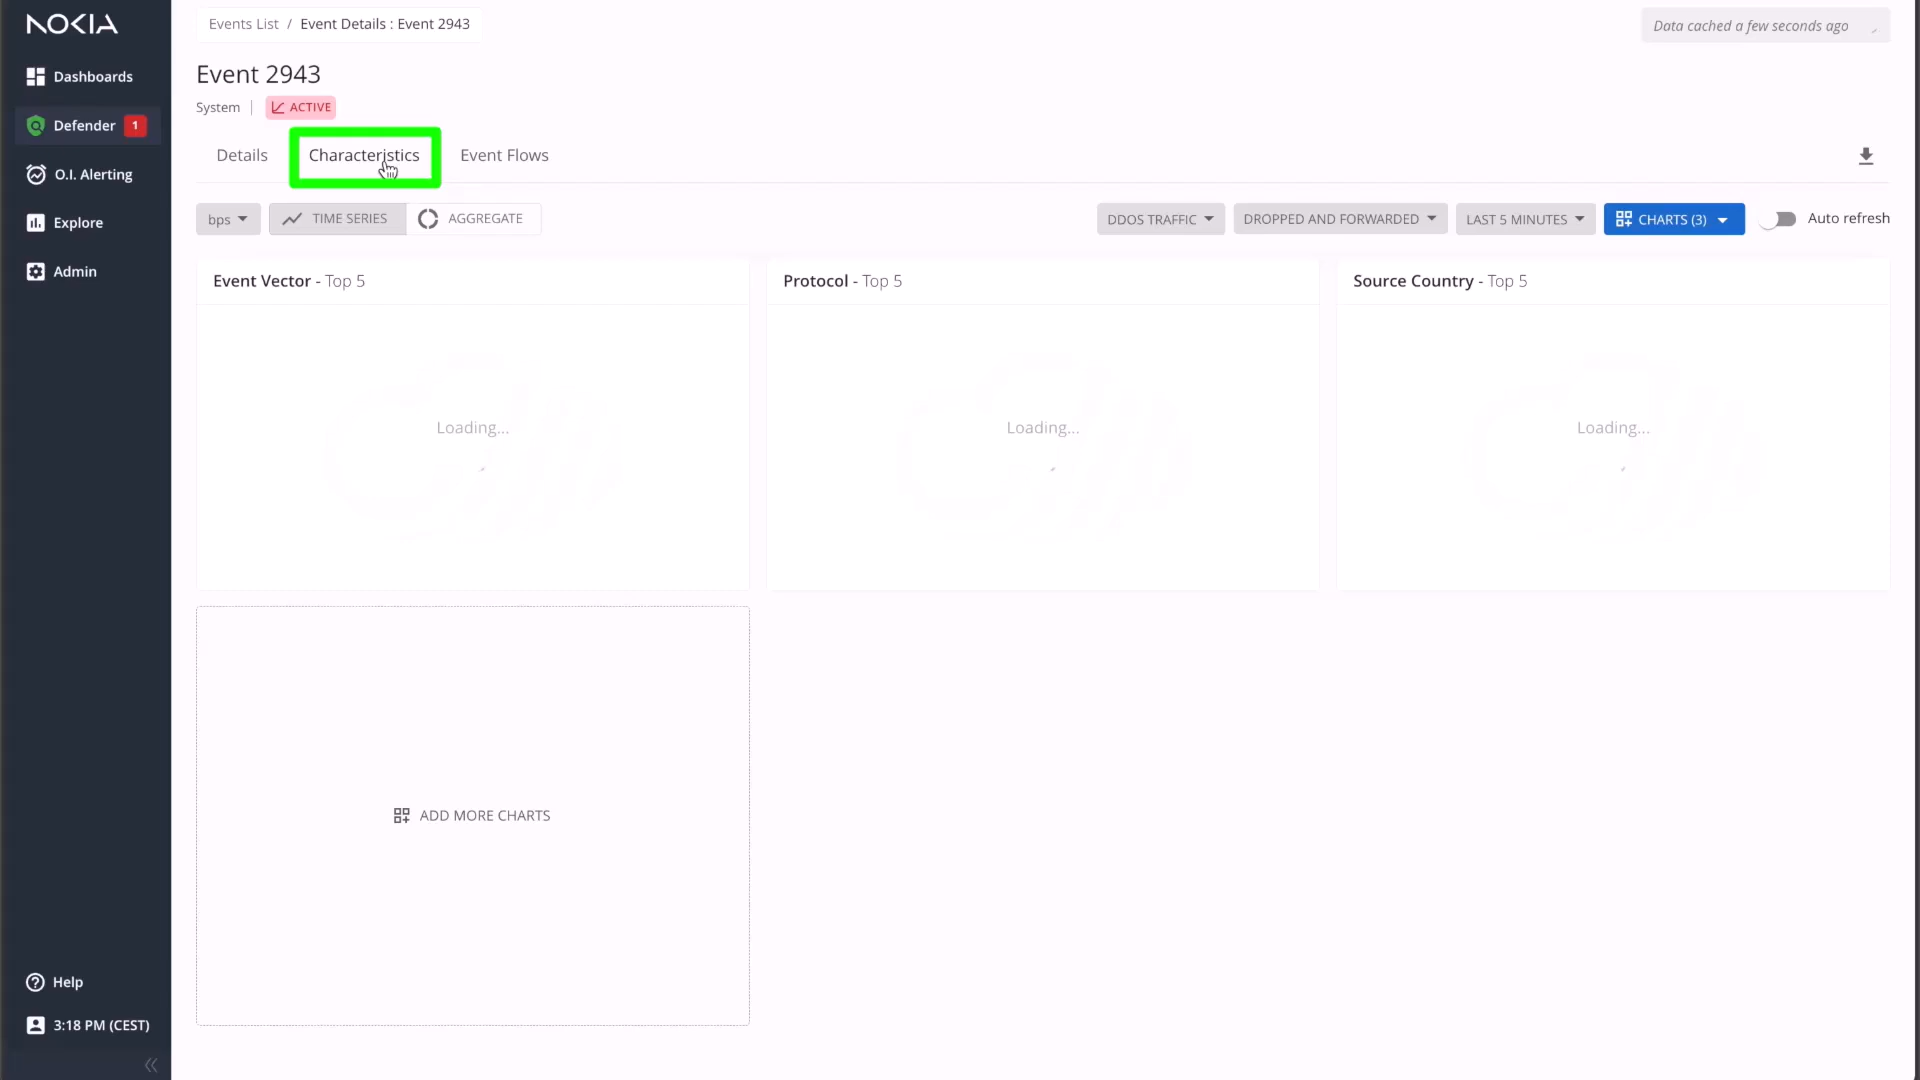 NOKIA
Events List / Event Details : Event 2943
Data cached a few seconds ago
Dashboards
Defender 1
O.I. Alerting
Explore
Admin
Event 2943
System | ACTIVE
Details Characteristics Event Flows
bps TIME SERIES AGGREGATE DDOS TRAFFIC DROPPED AND FORWARDED LAST 5 MINUTES CHARTS (3) Auto refresh
Event Vector - Top 5
Loading...
Protocol - Top 5
Loading...
Source Country - Top 5
Loading...
ADD MORE CHARTS
Help
3:18 PM (CEST)